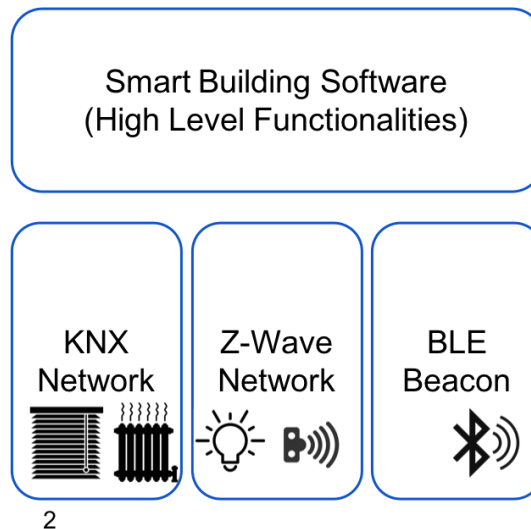 Smart Building Software
(High Level Functionalities)
KNX
Network
Z-Wave
Network
BLE
Beacon
2